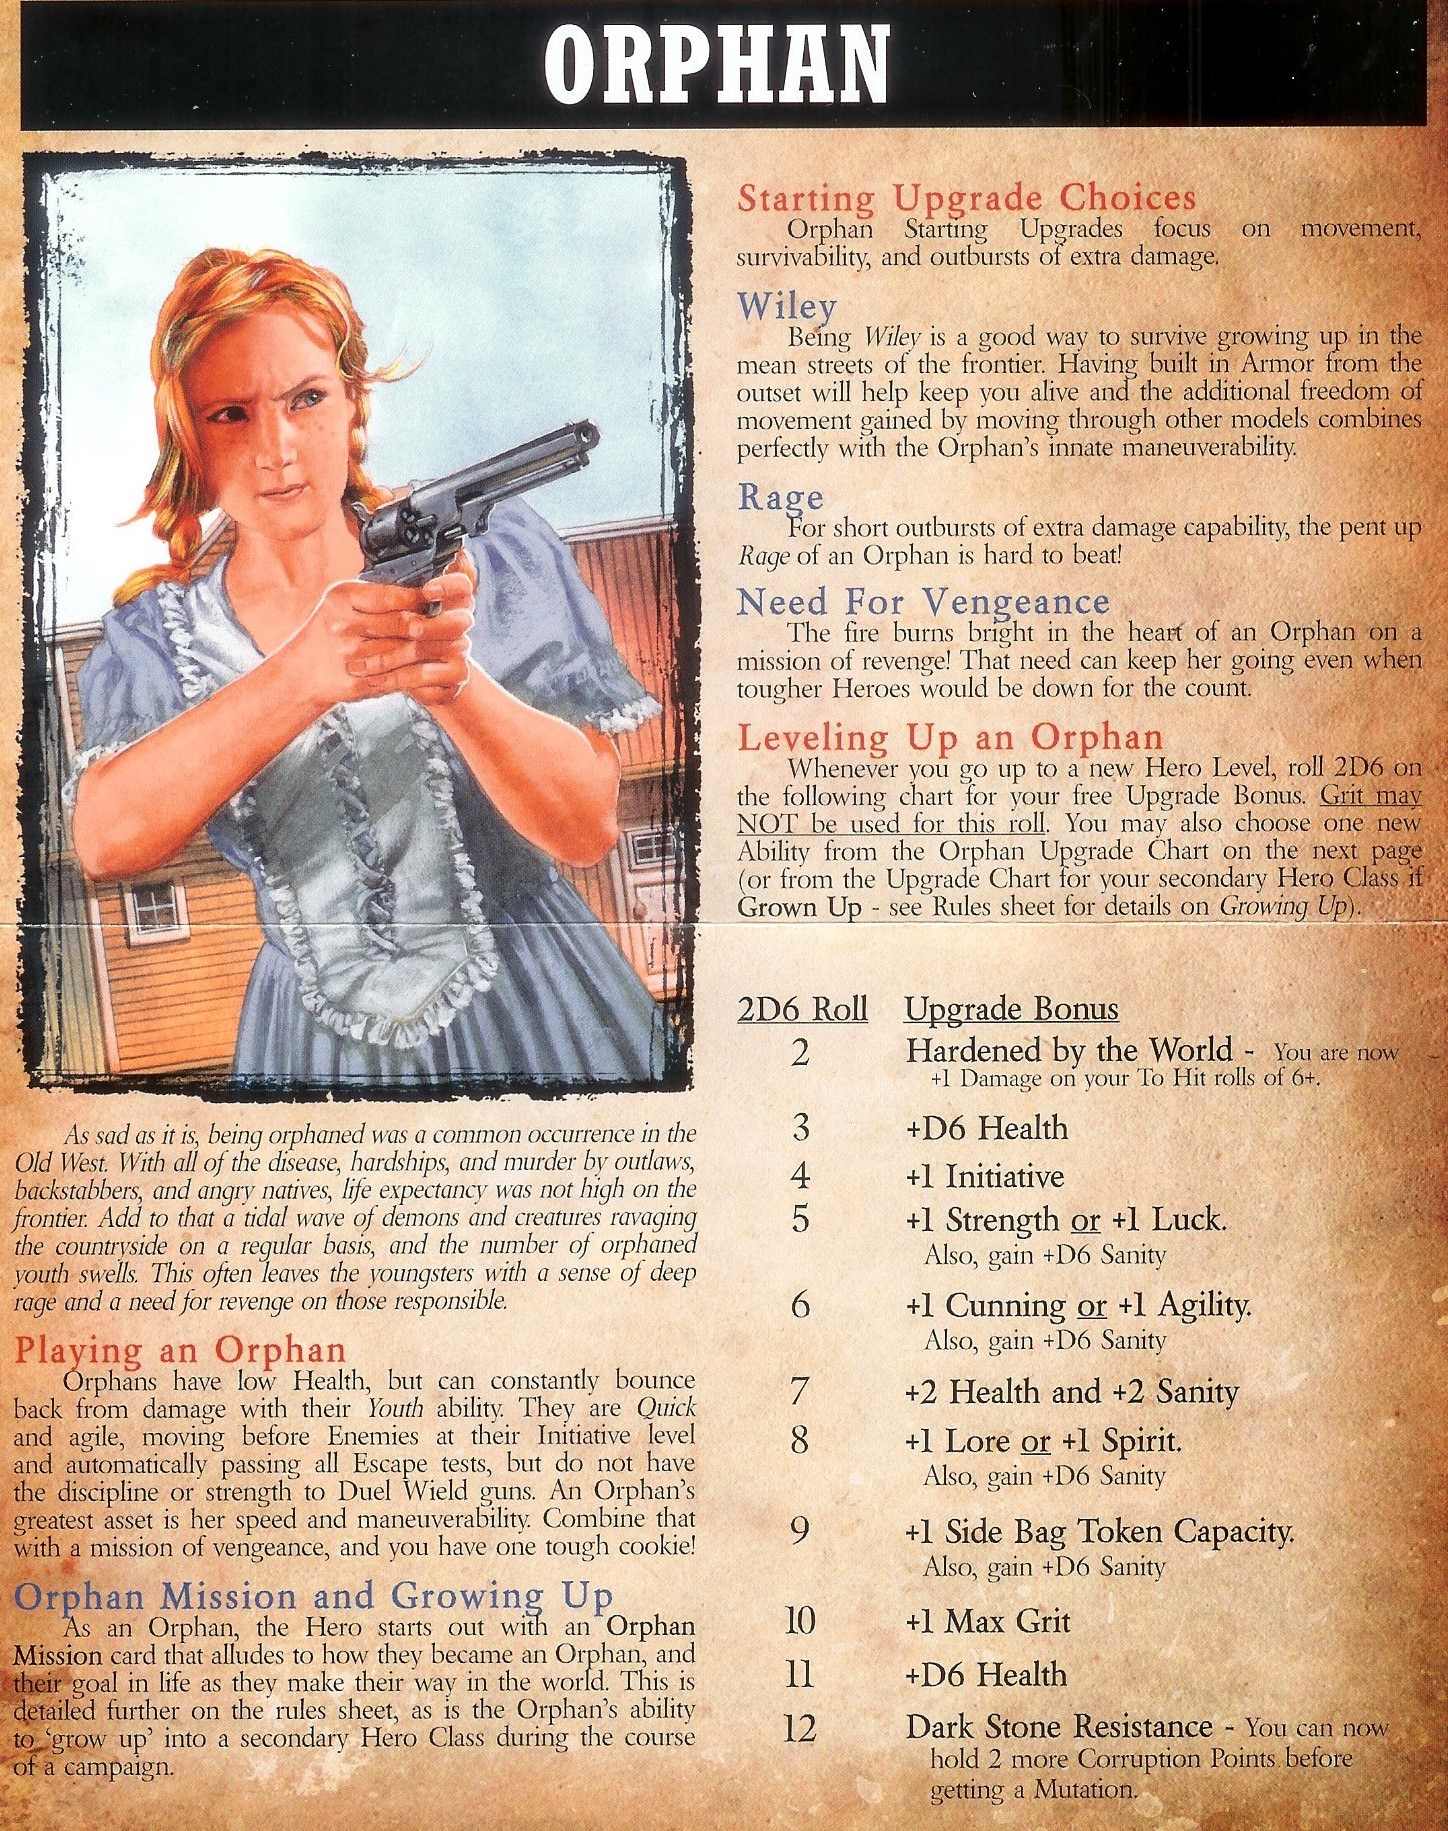 ORPHAN
As sad as it is, being orphaned was a common occurrence in the
Old West. With all of the disease, hardships, and murder by outlaws,
backstabbers, and angry natives, life expectancy was not high on the
frontier. Add to that a tidal wave of demons and creatures ravaging
the countryside on a regular basis, and the number of orphaned
youth swells. This often leaves the youngsters with a sense of deep
rage and a need for revenge on those responsible.
Playing an Orphan
Orphans have low Health, but can constantly bounce
back from damage with their Youth ability. They are Quick
and agile, moving before Enemies at their Initiative level
and automatically passing all Escape tests, but do not have
the discipline or strength to Duel Wield guns. An Orphan's
greatest asset is her speed and maneuverability. Combine that
with a mission of vengeance, and you have one tough cookie!
Orphan Mission and Growing Up
As an Orphan, the Hero starts out with an Orphan
Mission card that alludes to how they became an Orphan, and
their goal in life as they make their way in the world. This is
detailed further on the rules sheet, as is the Orphan's ability
to 'grow up' into a secondary Hero Class during the course
of a campaign.
Starting Upgrade Choices
Orphan Starting Upgrades focus on movement,
survivability, and outbursts of extra damage.
Wiley
Being Wiley is a good way to survive growing up in the
mean streets of the frontier. Having built in Armor from the
outset will help keep you alive and the additional freedom of
movement gained by moving through other models combines
perfectly with the Orphan's innate maneuverability.
Rage
For short outbursts of extra damage capability, the pent up
Rage of an Orphan is hard to beat!
Need For Vengeance
The fire burns bright in the heart of an Orphan on a
mission of revenge! That need can keep her going even when
tougher Heroes would be down for the count.
Leveling Up an Orphan
Whenever you go up to a new Hero Level, roll 2D6 on
the following chart for your free Upgrade Bonus. Grit may
NOT be used for this roll. You may also choose one new
Ability from the Orphan Upgrade Chart on the next page
(or from the Upgrade Chart for your secondary Hero Class if
Grown Up - see Rules sheet for details on Growing Up).
2D6 Roll Upgrade Bonus
2 Hardened by the World - You are now
+1 Damage on your To Hit rolls of 6+.
3 +D6 Health
4 +1 Initiative
5 +1 Strength or +1 Luck.
Also, gain +D6 Sanity
6 +1 Cunning or +1 Agility.
Also, gain +D6 Sanity
7 +2 Health and +2 Sanity
8 +1 Lore or +1 Spirit.
Also, gain +D6 Sanity
9 +1 Side Bag Token Capacity.
Also, gain +D6 Sanity
10 +1 Max Grit
11 +D6 Health
12 Dark Stone Resistance - You can now
hold 2 more Corruption Points before
getting a Mutation.